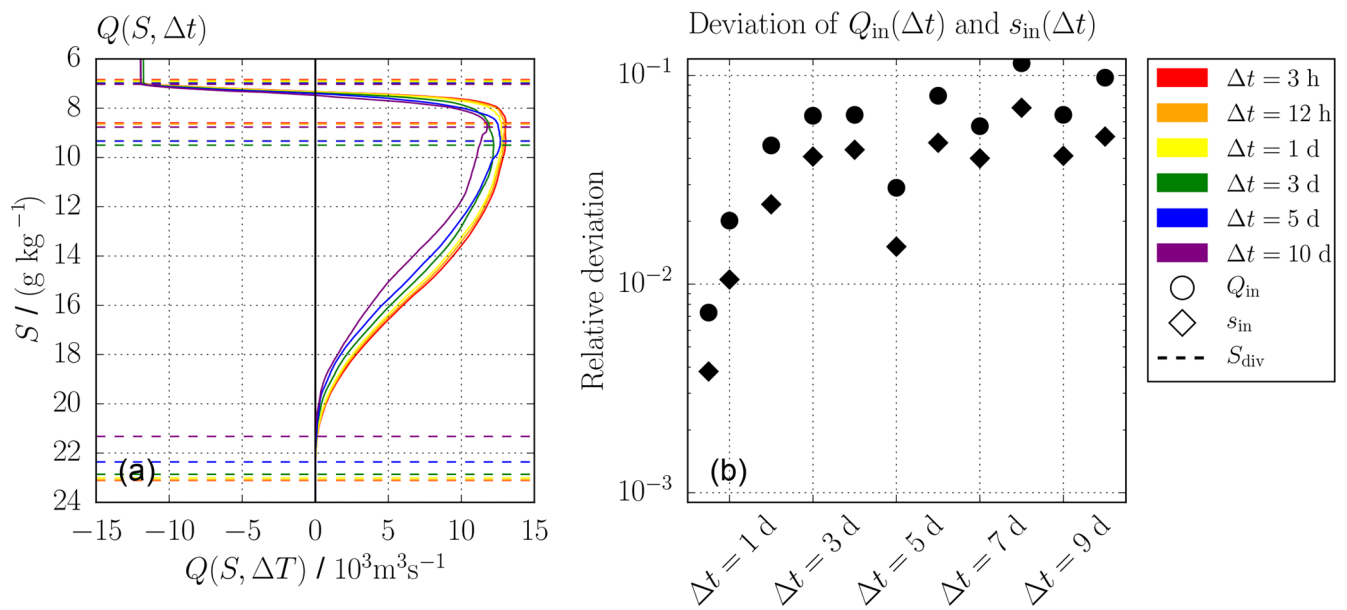 Q(S, Δt)
6
8
10
12
14
16
18
20
22
24
S / (g kg⁻¹)
(a)
−15
−10
−5
0
5
10
15
Q(S, ΔT) / 10³m³s⁻¹
Deviation of Q_in(Δt) and s_in(Δt)
10⁻¹
10⁻²
10⁻³
Relative deviation
(b)
Δt = 1 d
Δt = 3 d
Δt = 5 d
Δt = 7 d
Δt = 9 d
Δt = 3 h
Δt = 12 h
Δt = 1 d
Δt = 3 d
Δt = 5 d
Δt = 10 d
Q_in
s_in
S_div